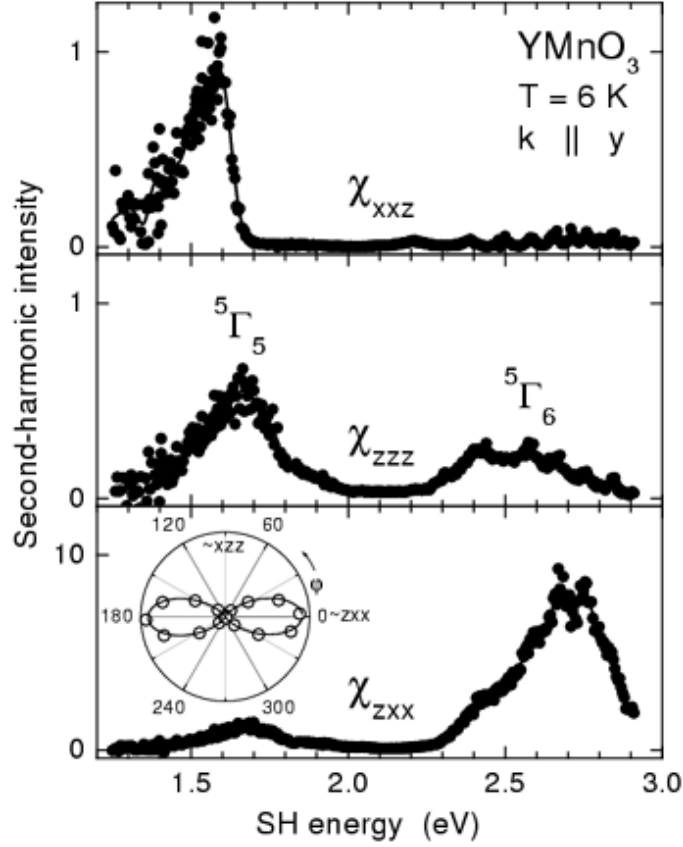 Second-harmonic intensity
1
0
YMnO₃
T = 6 K
k || y
χxxz
1
0
⁵Γ₅
⁵Γ₆
χzzz
10
0
120
60
~xzz
φ
180
0~zxx
240
300
χzxx
1.5
2.0
2.5
3.0
SH energy (eV)